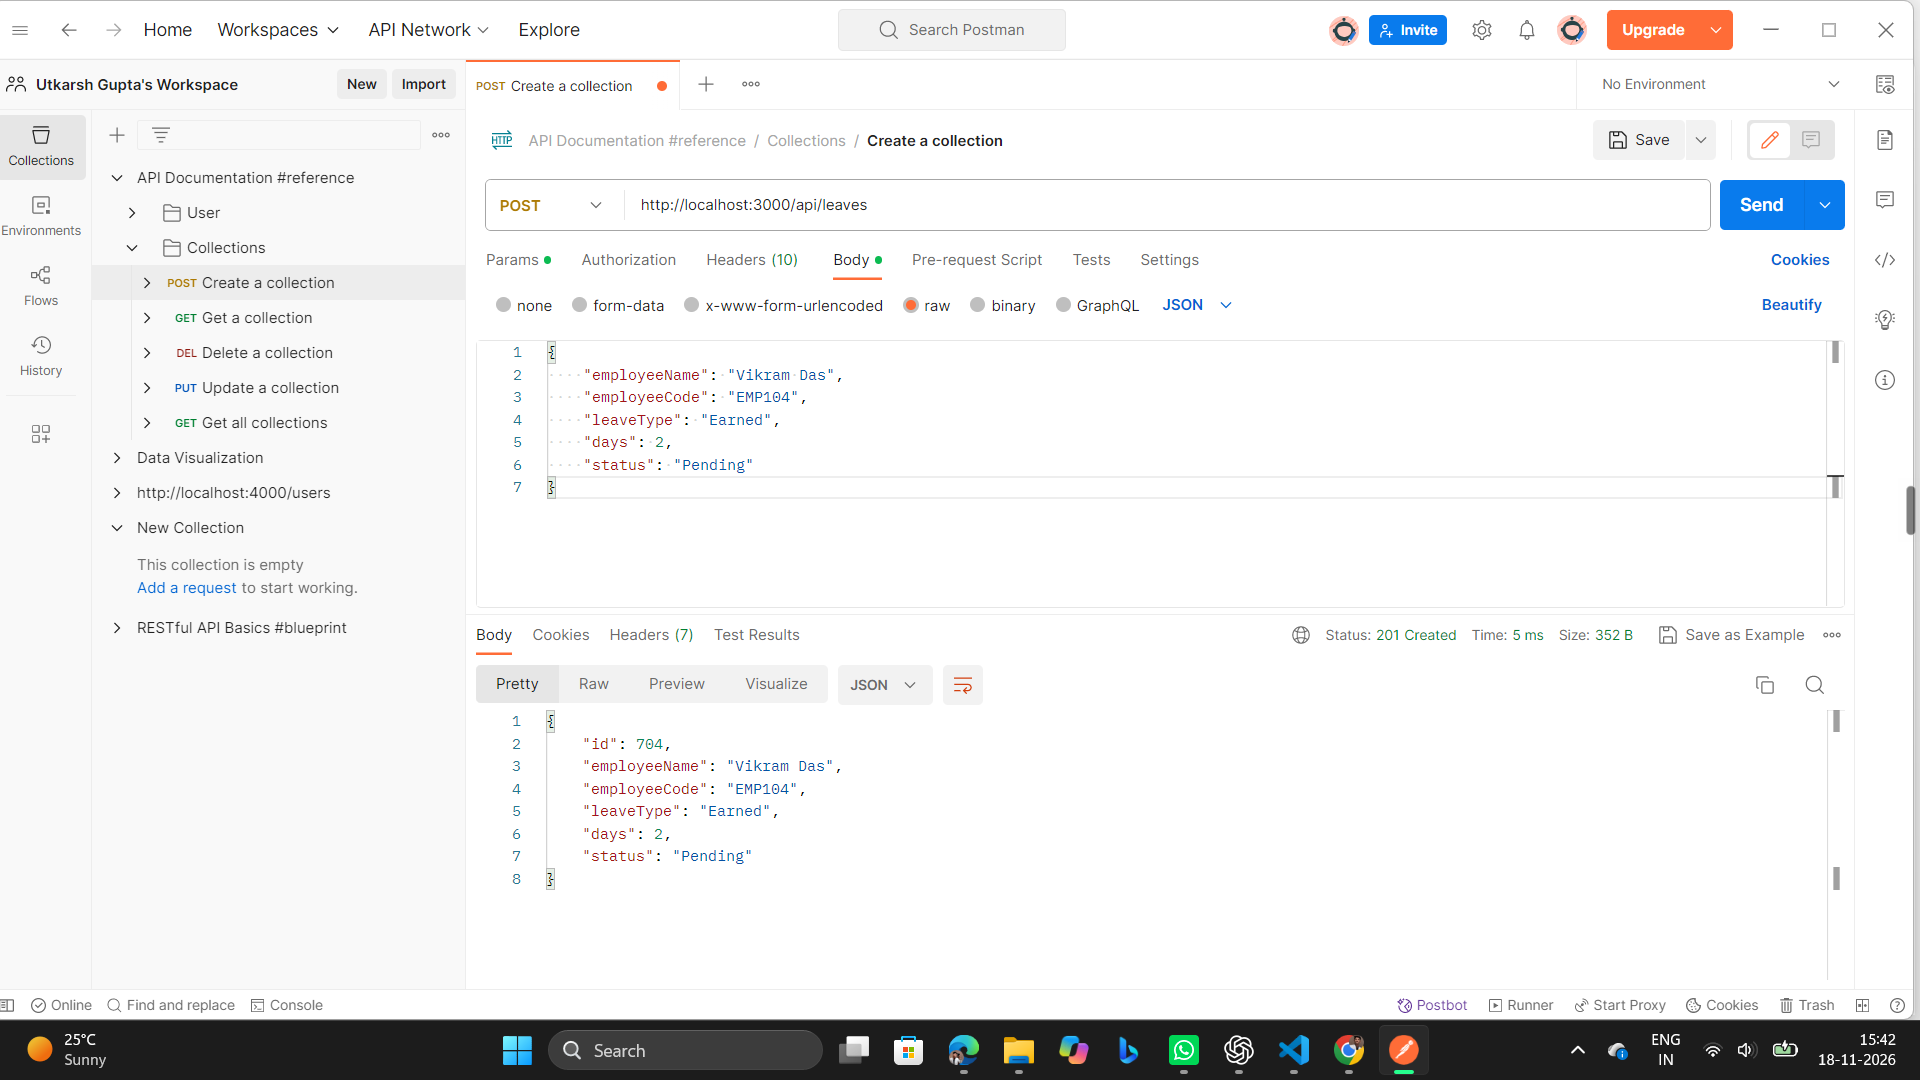 Home Workspaces API Network Explore Search Postman Invite Upgrade
Utkarsh Gupta's Workspace New Import POST Create a collection No Environment
Collections
Environments
Flows
History
API Documentation #reference
User
Collections
POST Create a collection
GET Get a collection
DEL Delete a collection
PUT Update a collection
GET Get all collections
Data Visualization
http://localhost:4000/users
New Collection
This collection is empty
Add a request to start working.
RESTful API Basics #blueprint
HTTP API Documentation #reference / Collections / Create a collection Save
POST http://localhost:3000/api/leaves Send
Params Authorization Headers (10) Body Pre-request Script Tests Settings Cookies
none form-data x-www-form-urlencoded raw binary GraphQL JSON Beautify
1 {
2 "employeeName": "Vikram Das",
3 "employeeCode": "EMP104",
4 "leaveType": "Earned",
5 "days": 2,
6 "status": "Pending"
7 }
Body Cookies Headers (7) Test Results Status: 201 Created Time: 5 ms Size: 352 B Save as Example
Pretty Raw Preview Visualize JSON
1 {
2 "id": 704,
3 "employeeName": "Vikram Das",
4 "employeeCode": "EMP104",
5 "leaveType": "Earned",
6 "days": 2,
7 "status": "Pending"
8 }
Online Find and replace Console Postbot Runner Start Proxy Cookies Trash
25°C
Sunny
Search
ENG
IN
15:42
18-11-2026